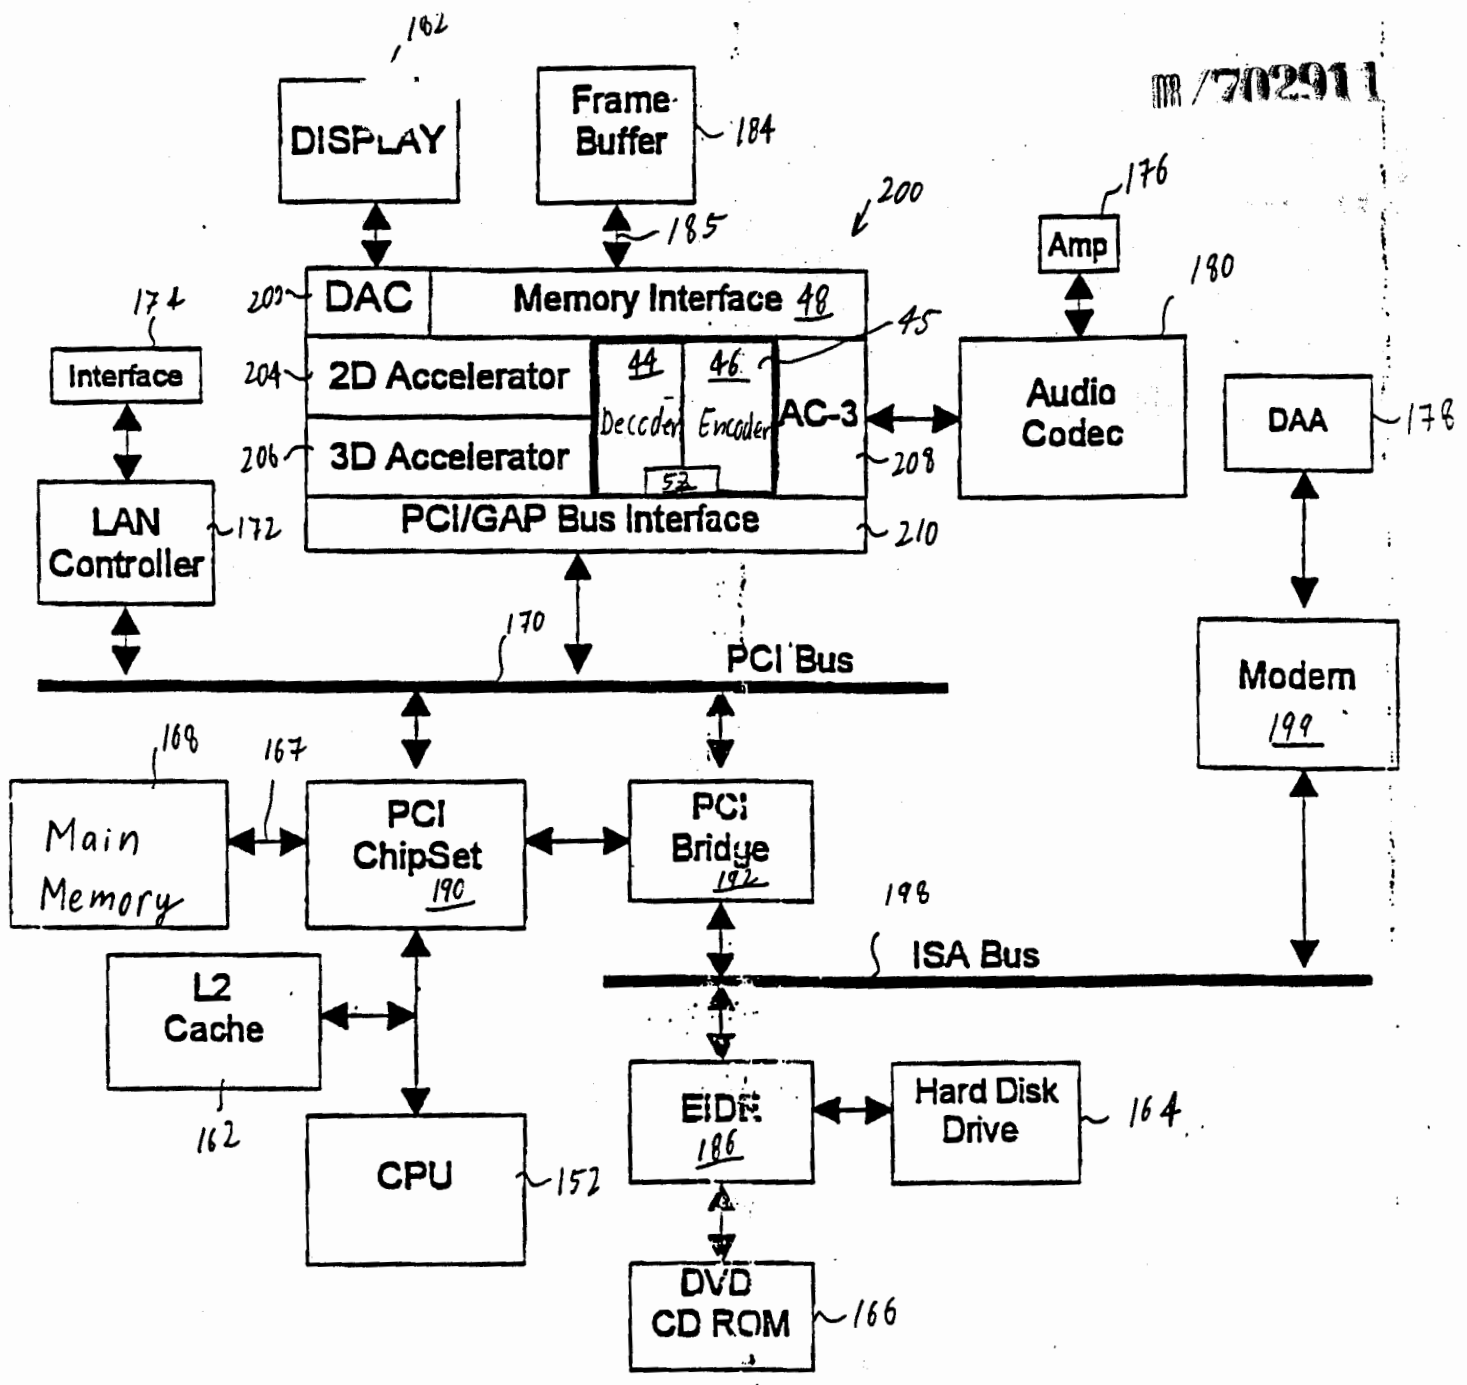 182
/702911
DISPLAY
Frame
Buffer
184
200
176
185
Amp
180
174
DAC
Memory Interface 48
45
Interface
204
2D Accelerator
44
46
Audio
Codec
DAA
178
Deccder
Encoder
AC-3
206
3D Accelerator
208
52
LAN
Controller
172
PCI/GAP Bus Interface
210
170
PCI Bus
Modem
199
168
167
Main
Memory
PCI
ChipSet
190
PCI
Bridge
192
198
ISA Bus
L2
Cache
162
EIDE
186
Hard Disk
Drive
164
CPU
152
DVD
CD ROM
166